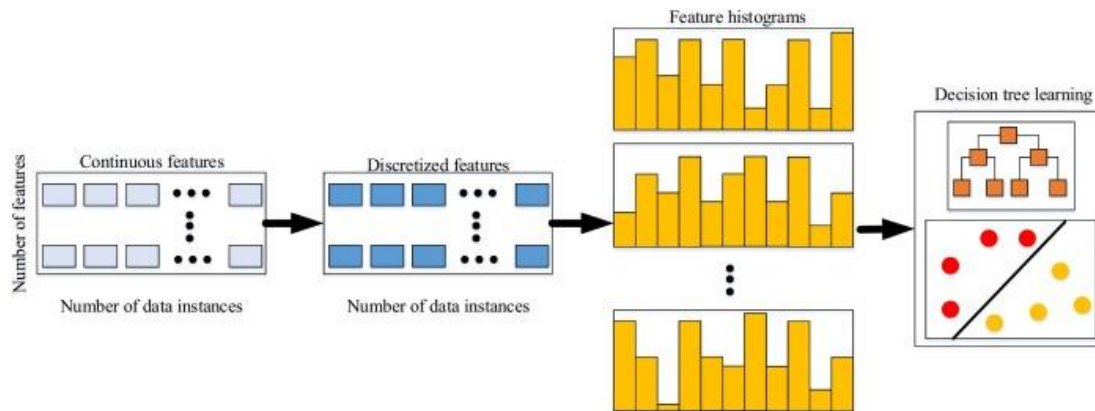 Feature histograms
Decision tree learning
Continuous features
Discretized features
Number of features
Number of data instances
Number of data instances